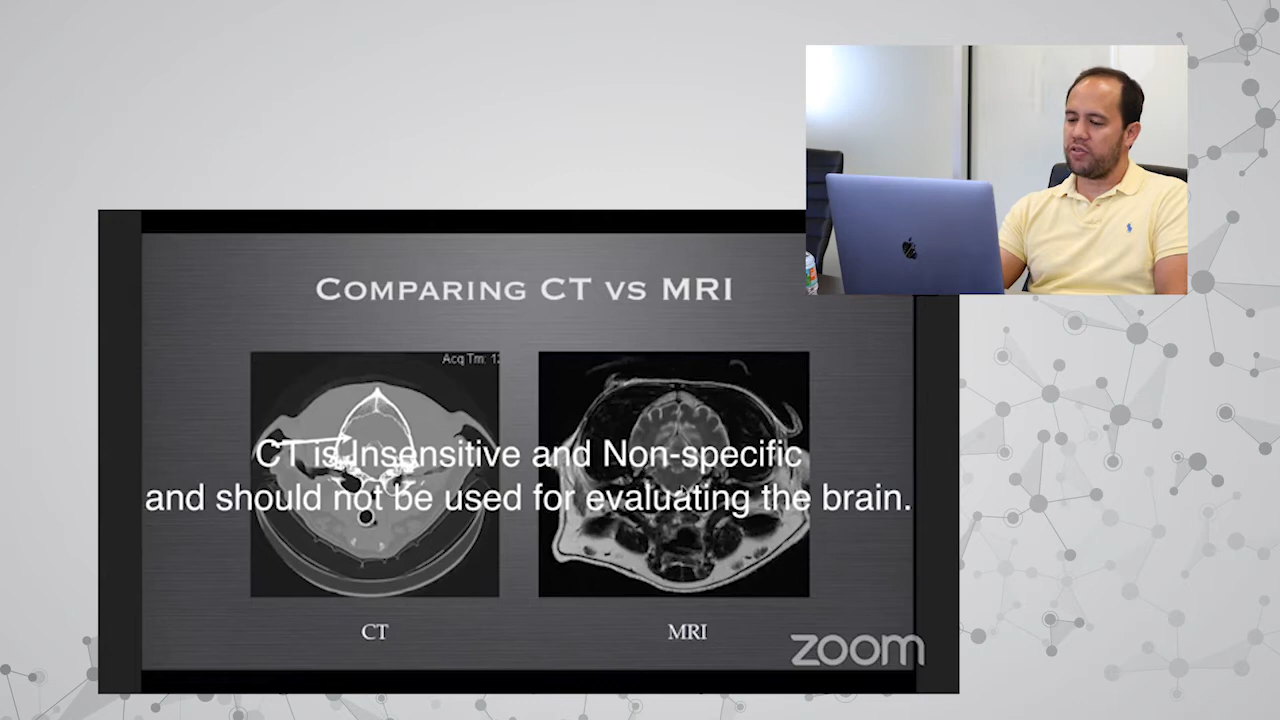 COMPARING CT VS MRI
Acq Tm: 12
CT is Insensitive and Non-specific
and should not be used for evaluating the brain.
CT
MRI
zoom